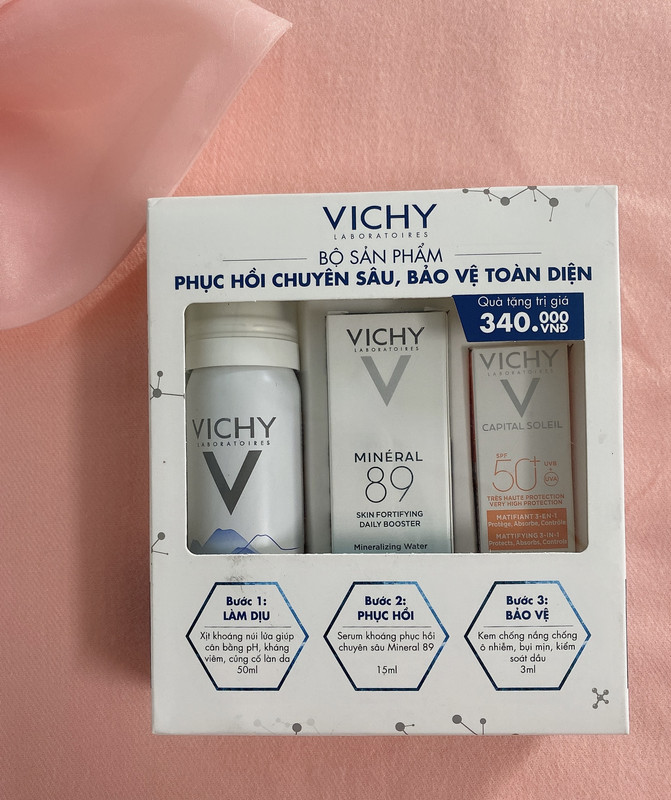 VICHY
LABORATOIRES
BỘ SẢN PHẨM
PHỤC HỒI CHUYÊN SÂU, BẢO VỆ TOÀN DIỆN
Quà tặng trị giá
340.000 VNĐ
VICHY
LABORATOIRES
VICHY
LABORATOIRES
MINÉRAL
89
SKIN FORTIFYING
DAILY BOOSTER
Mineralizing Water
VICHY
LABORATOIRES
CAPITAL SOLEIL
SPF
50+
UVB
+
UVA
TRÈS HAUTE PROTECTION
VERY HIGH PROTECTION
MATIFIANT 3-EN-1
Protège, Absorbe, Contrôle
MATTIFYING 3-IN-1
Protects, Absorbs, Controls
Bước 1:
LÀM DỊU
Xịt khoáng núi lửa giúp
cân bằng pH, kháng
viêm, củng cố làn da
50ml
Bước 2:
PHỤC HỒI
Serum khoáng phục hồi
chuyên sâu Mineral 89
15ml
Bước 3:
BẢO VỆ
Kem chống nắng chống
ô nhiễm, bụi mịn, kiểm
soát dầu
3ml